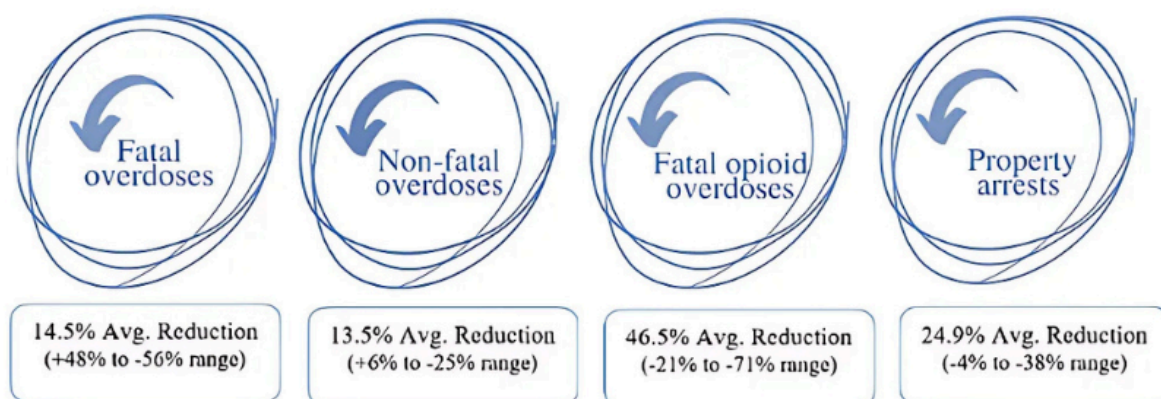 Fatal
overdoses
14.5% Avg. Reduction
(+48% to -56% range)
Non-fatal
overdoses
13.5% Avg. Reduction
(+6% to -25% range)
Fatal opioid
overdoses
46.5% Avg. Reduction
(-21% to -71% range)
Property
arrests
24.9% Avg. Reduction
(-4% to -38% range)